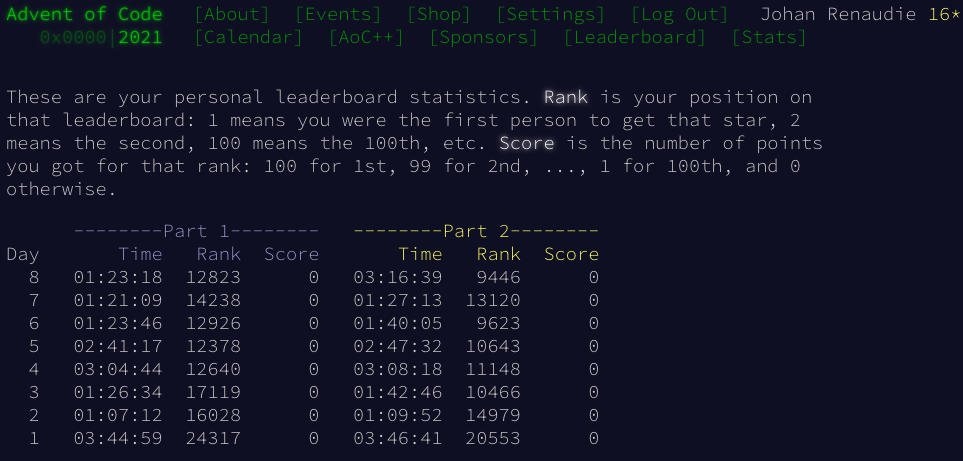 Advent of Code [About] [Events] [Shop] [Settings] [Log Out] Johan Renaudie 16*
0x0000|2021 [Calendar] [AoC++] [Sponsors] [Leaderboard] [Stats]
These are your personal leaderboard statistics. Rank is your position on
that leaderboard: 1 means you were the first person to get that star, 2
means the second, 100 means the 100th, etc. Score is the number of points
you got for that rank: 100 for 1st, 99 for 2nd, ..., 1 for 100th, and 0
otherwise.
--------Part 1-------- --------Part 2--------
Day Time Rank Score Time Rank Score
8 01:23:18 12823 0 03:16:39 9446 0
7 01:21:09 14238 0 01:27:13 13120 0
6 01:23:46 12926 0 01:40:05 9623 0
5 02:41:17 12378 0 02:47:32 10643 0
4 03:04:44 12640 0 03:08:18 11148 0
3 01:26:34 17119 0 01:42:46 10466 0
2 01:07:12 16028 0 01:09:52 14979 0
1 03:44:59 24317 0 03:46:41 20553 0